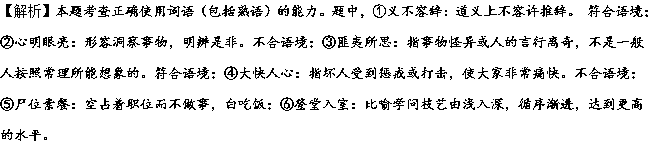 【解析】本题考查正确使用词语（包括熟语）的能力。题中，①义不容辞：道义上不容许推辞。 符合语境；
②心明眼亮：形容洞察事物，明辨是非。不合语境；③匪夷所思：指事物怪异或人的言行离奇，不是一般
人按照常理所能想象的。符合语境；④大快人心：指坏人受到惩戒或打击，使大家非常痛快。不合语境；
⑤尸位素餐：空占着职位而不做事，白吃饭；⑥登堂入室：比喻学问技艺由浅入深，循序渐进，达到更高
的水平。